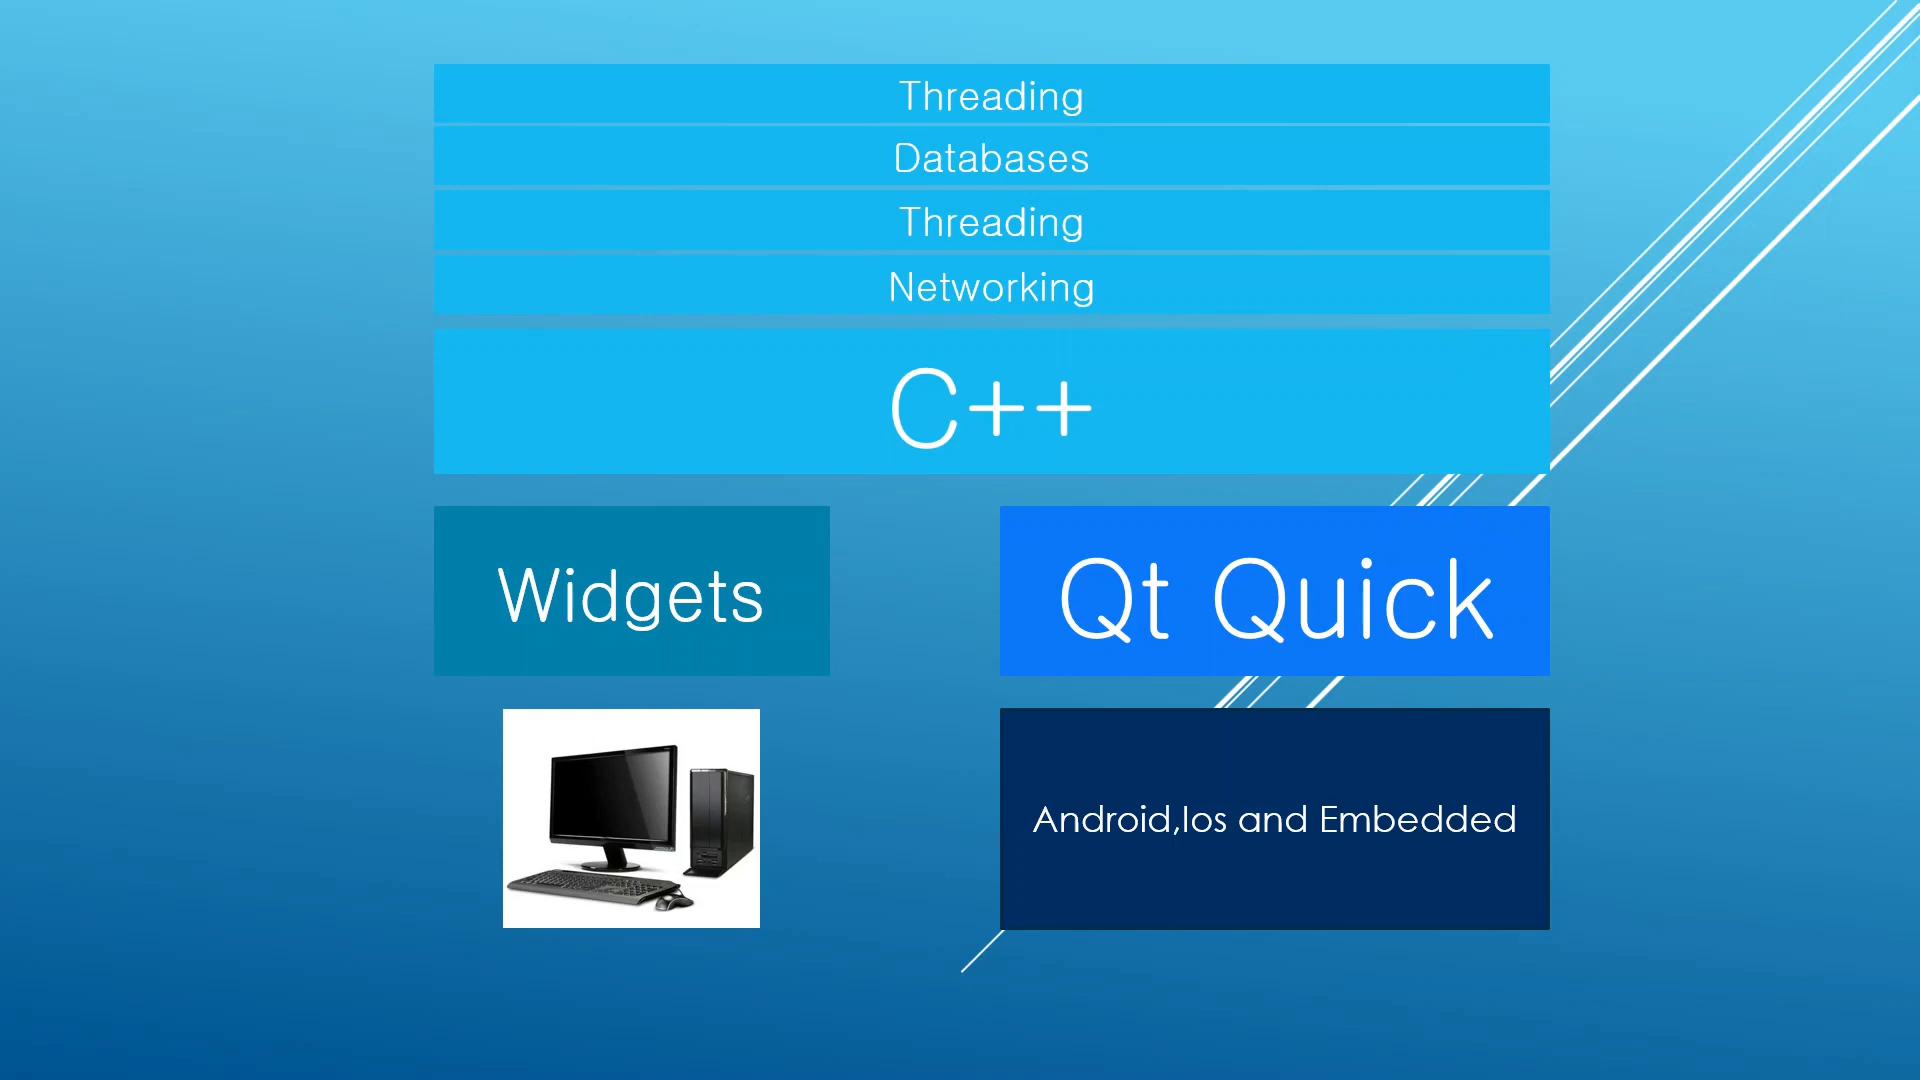 Threading
Databases
Threading
Networking
C++
Widgets
Qt Quick
Android,Ios and Embedded